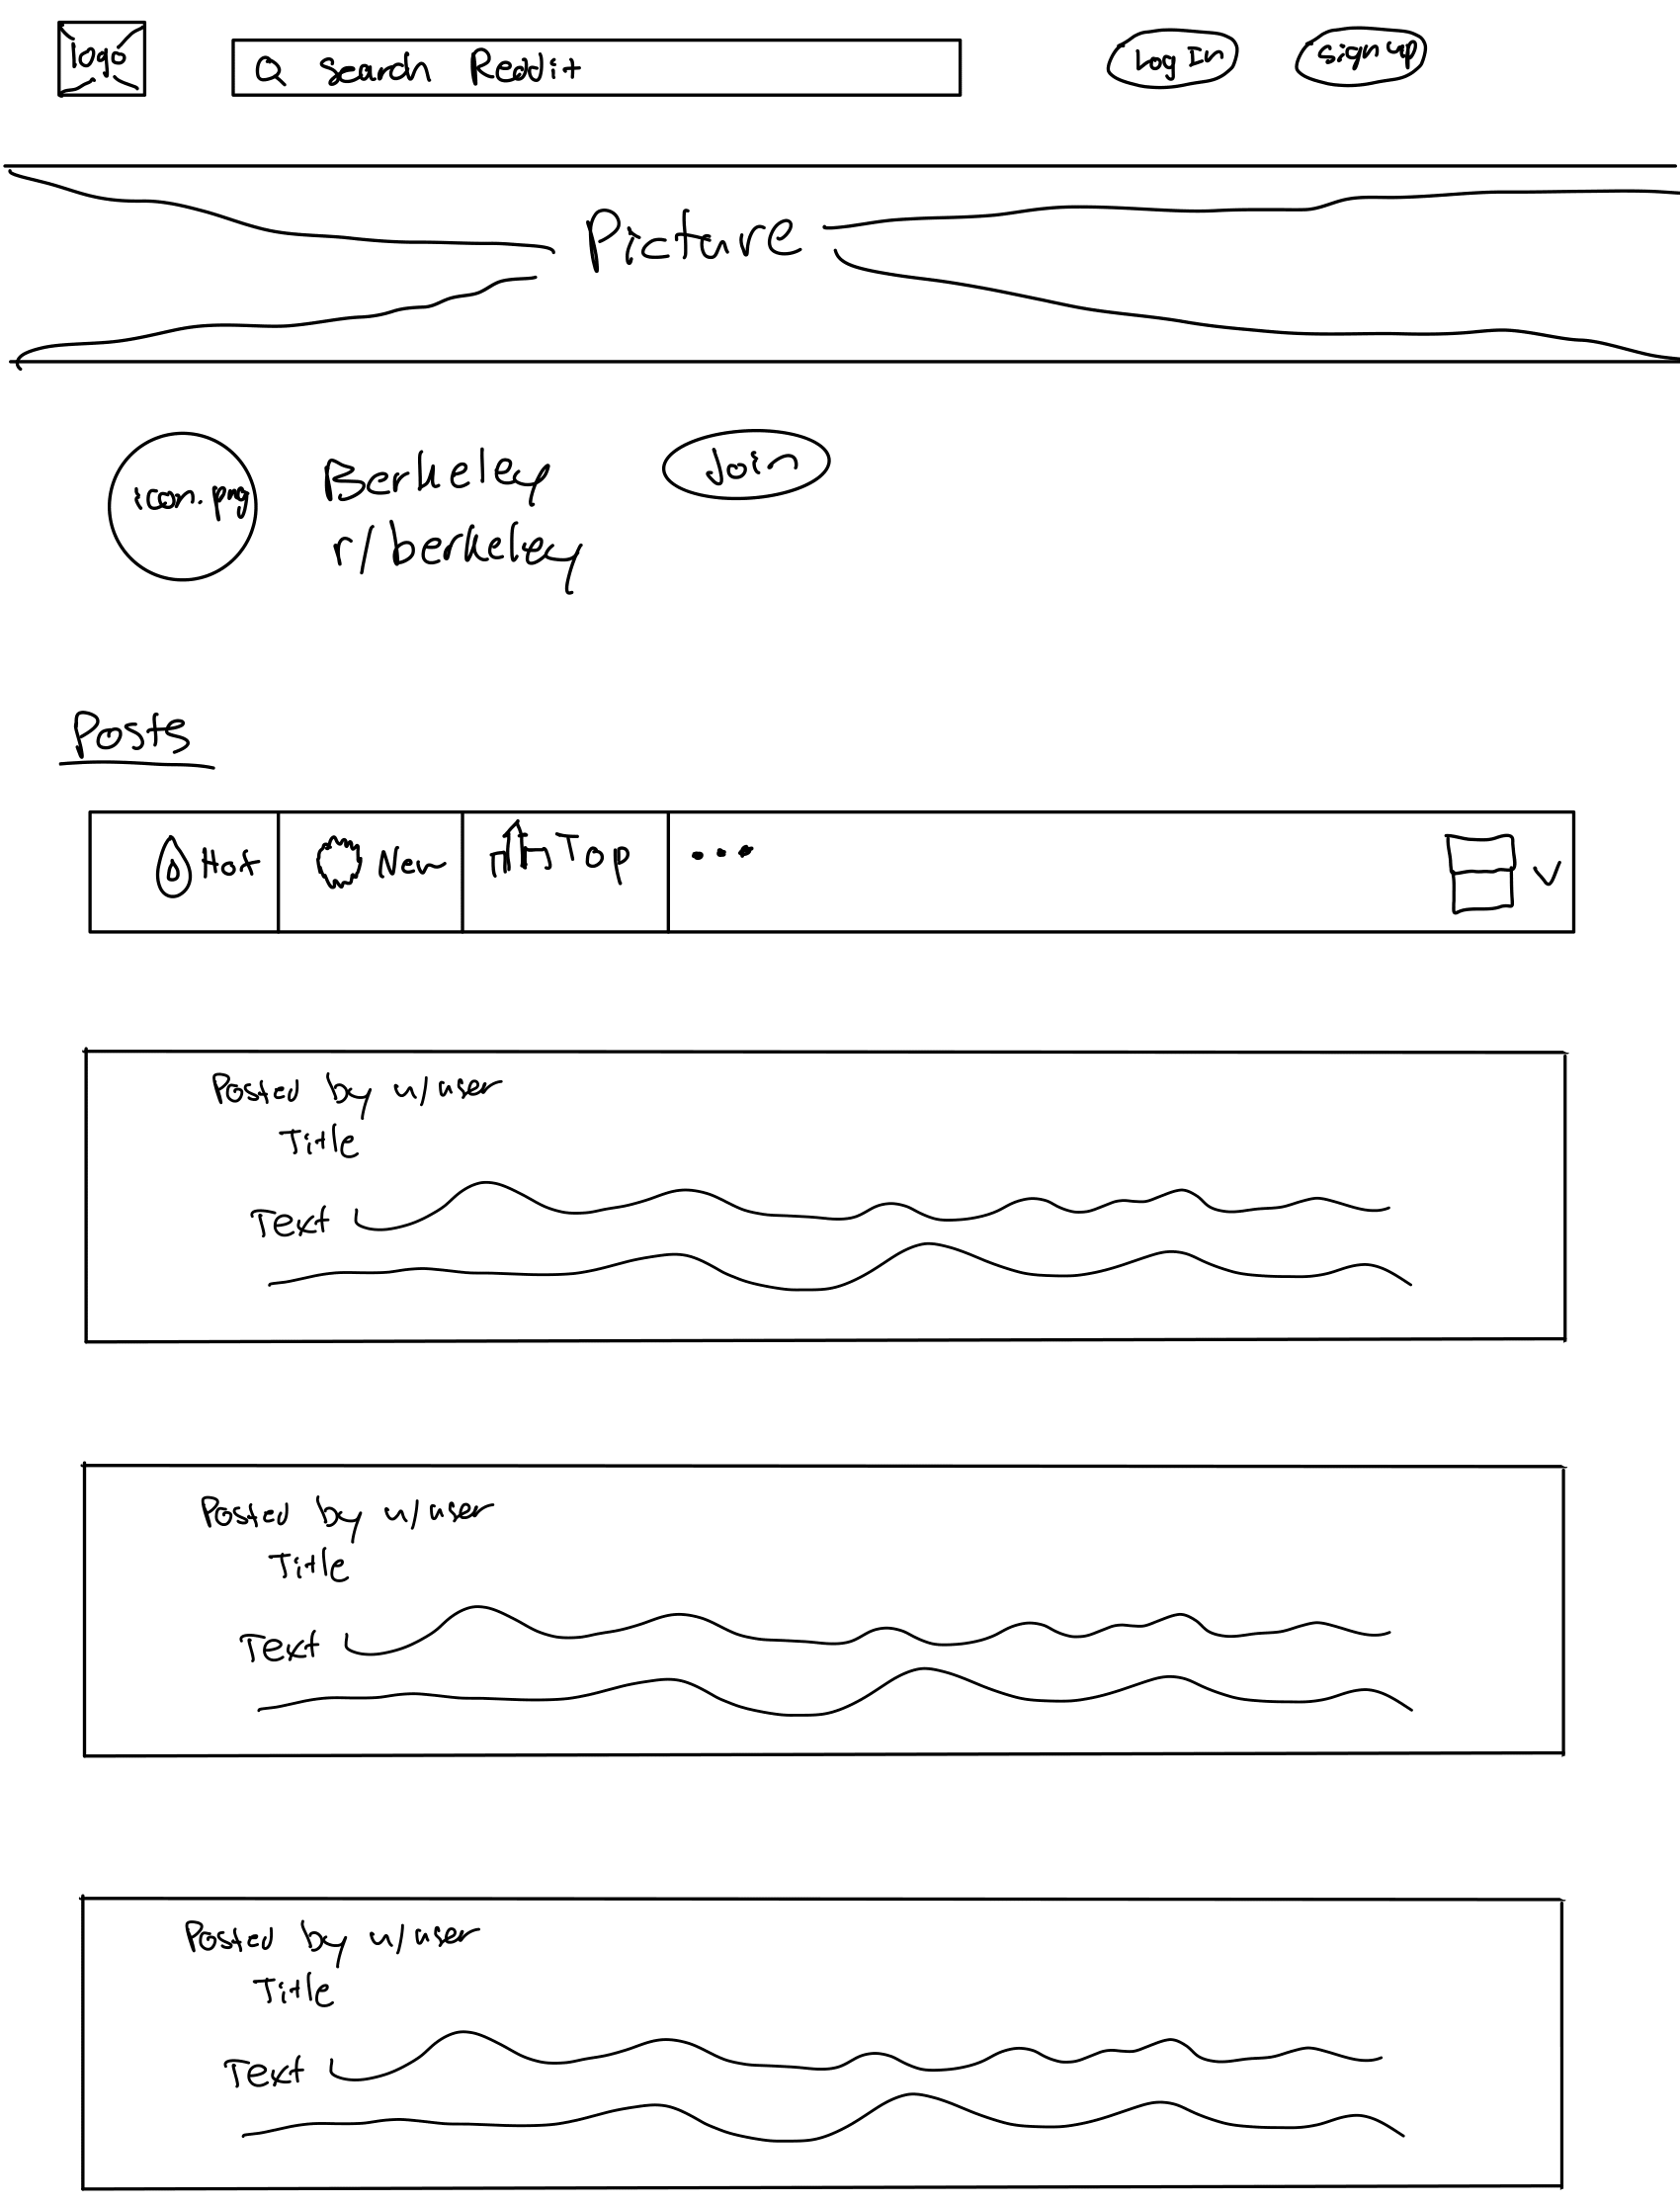 logo
Search Reddit
Log In
sign up
Picture
icon.png
Berkeley
Join
r/berkeley
Posts
Hot
New
Top
...
Posted by u/user
Title
Text
Posted by u/user
Title
Text
Posted by u/user
Title
Text